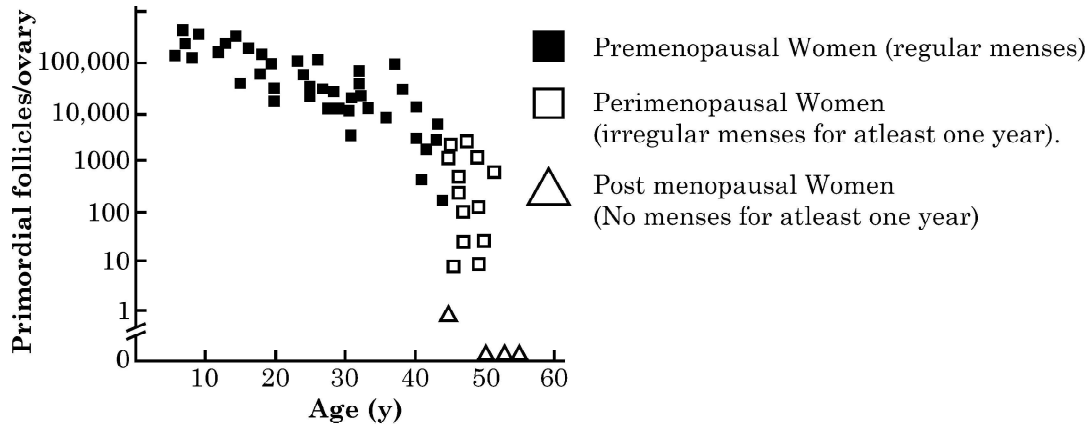 Primordial follicles/ovary
100,000
10,000
1000
100
10
1
0
10 20 30 40 50 60
Age (y)
Premenopausal Women (regular menses)
Perimenopausal Women
(irregular menses for atleast one year).
Post menopausal Women
(No menses for atleast one year)